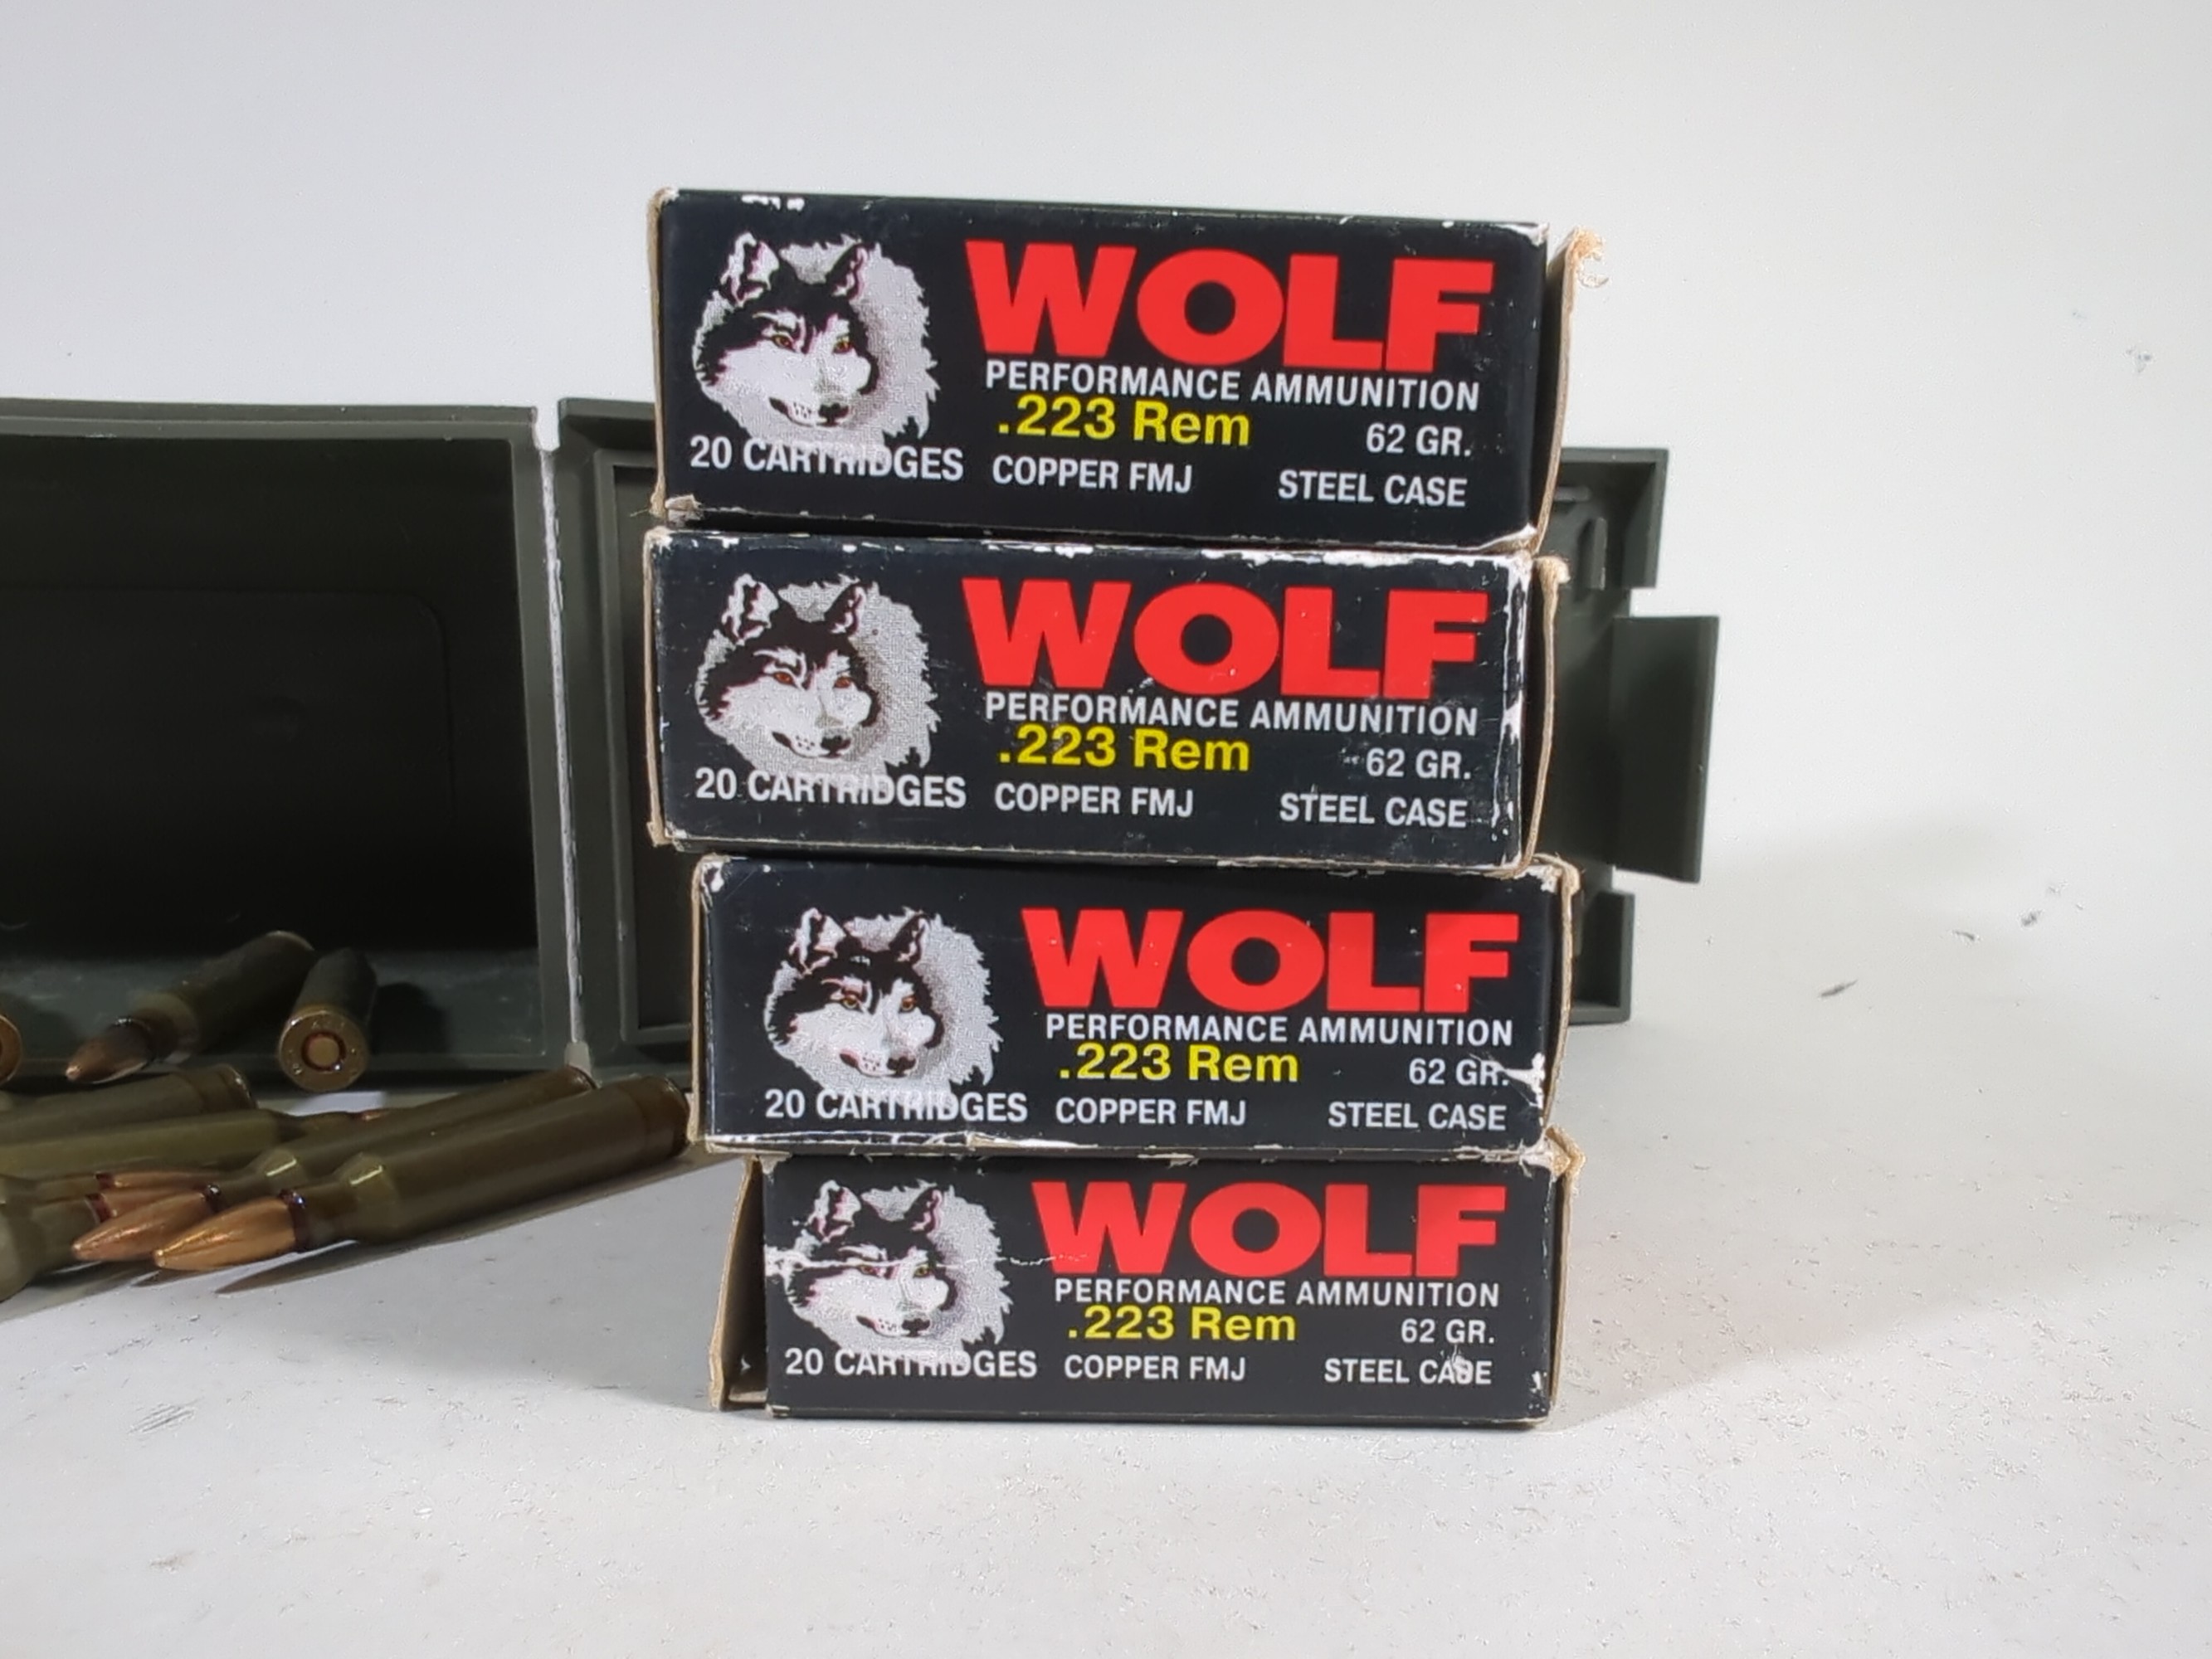 WOLF
PERFORMANCE AMMUNITION
.223 Rem 62 GR.
20 CARTRIDGES COPPER FMJ STEEL CASE
WOLF
PERFORMANCE AMMUNITION
.223 Rem 62 GR.
20 CARTRIDGES COPPER FMJ STEEL CASE
WOLF
PERFORMANCE AMMUNITION
.223 Rem 62 GR.
20 CARTRIDGES COPPER FMJ STEEL CASE
WOLF
PERFORMANCE AMMUNITION
.223 Rem 62 GR.
20 CARTRIDGES COPPER FMJ STEEL CASE